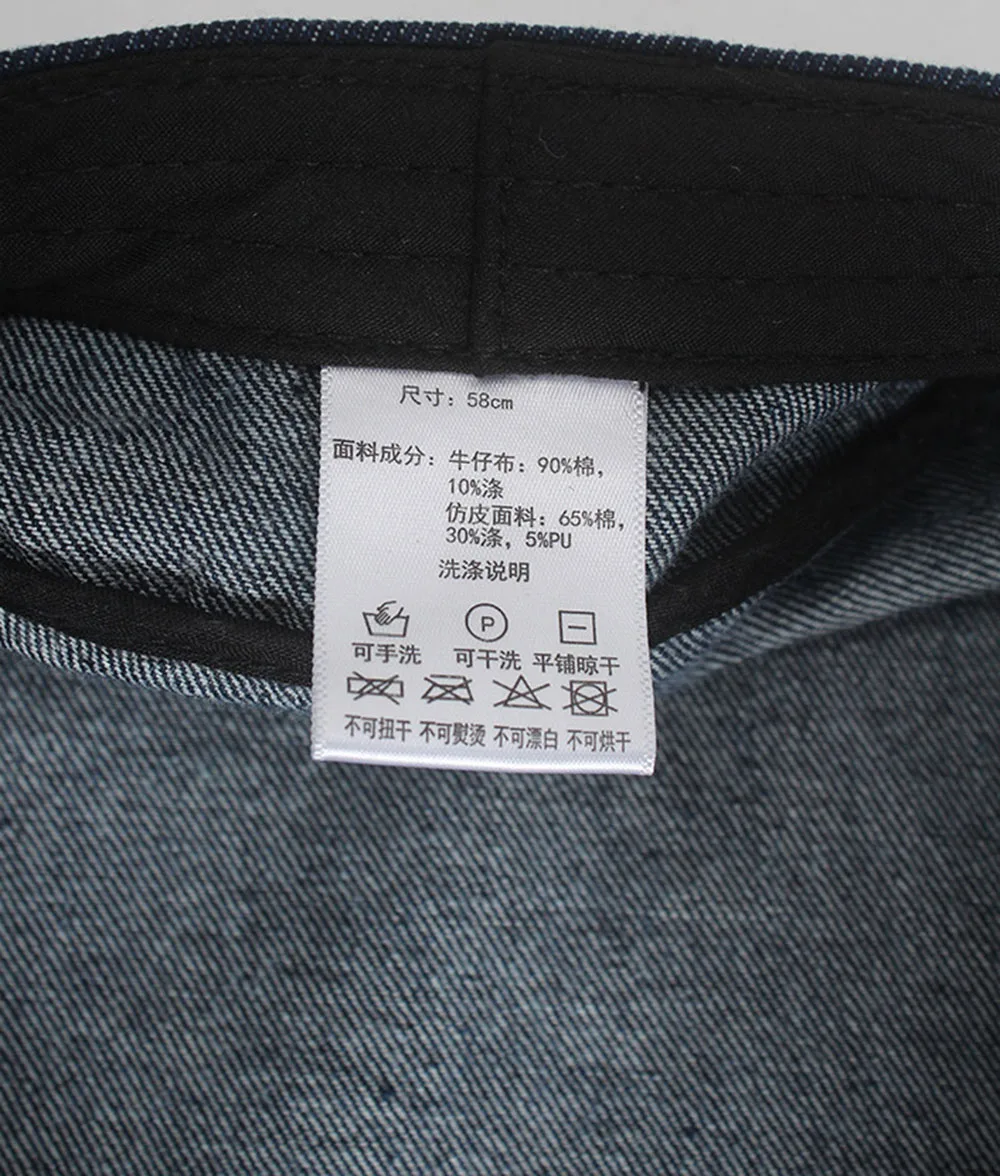 尺寸：58cm
面料成分：牛仔布：90%棉，
10%涤
仿皮面料：65%棉，
30%涤，5%PU
洗涤说明
P
可手洗 可干洗 平铺晾干
不可扭干 不可熨烫 不可漂白 不可烘干